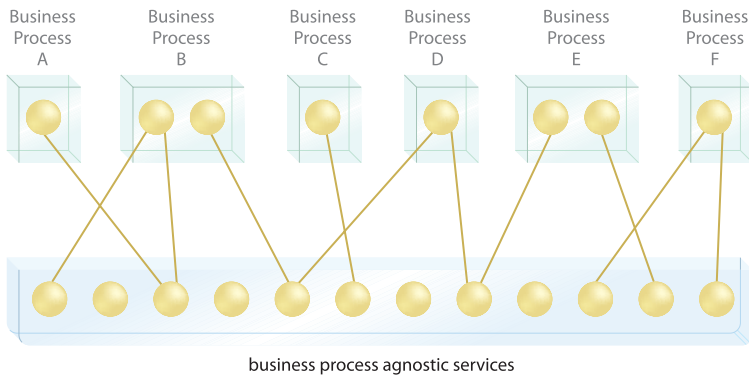 Business
Process
A
Business
Process
B
Business
Process
C
Business
Process
D
Business
Process
E
Business
Process
F
business process agnostic services